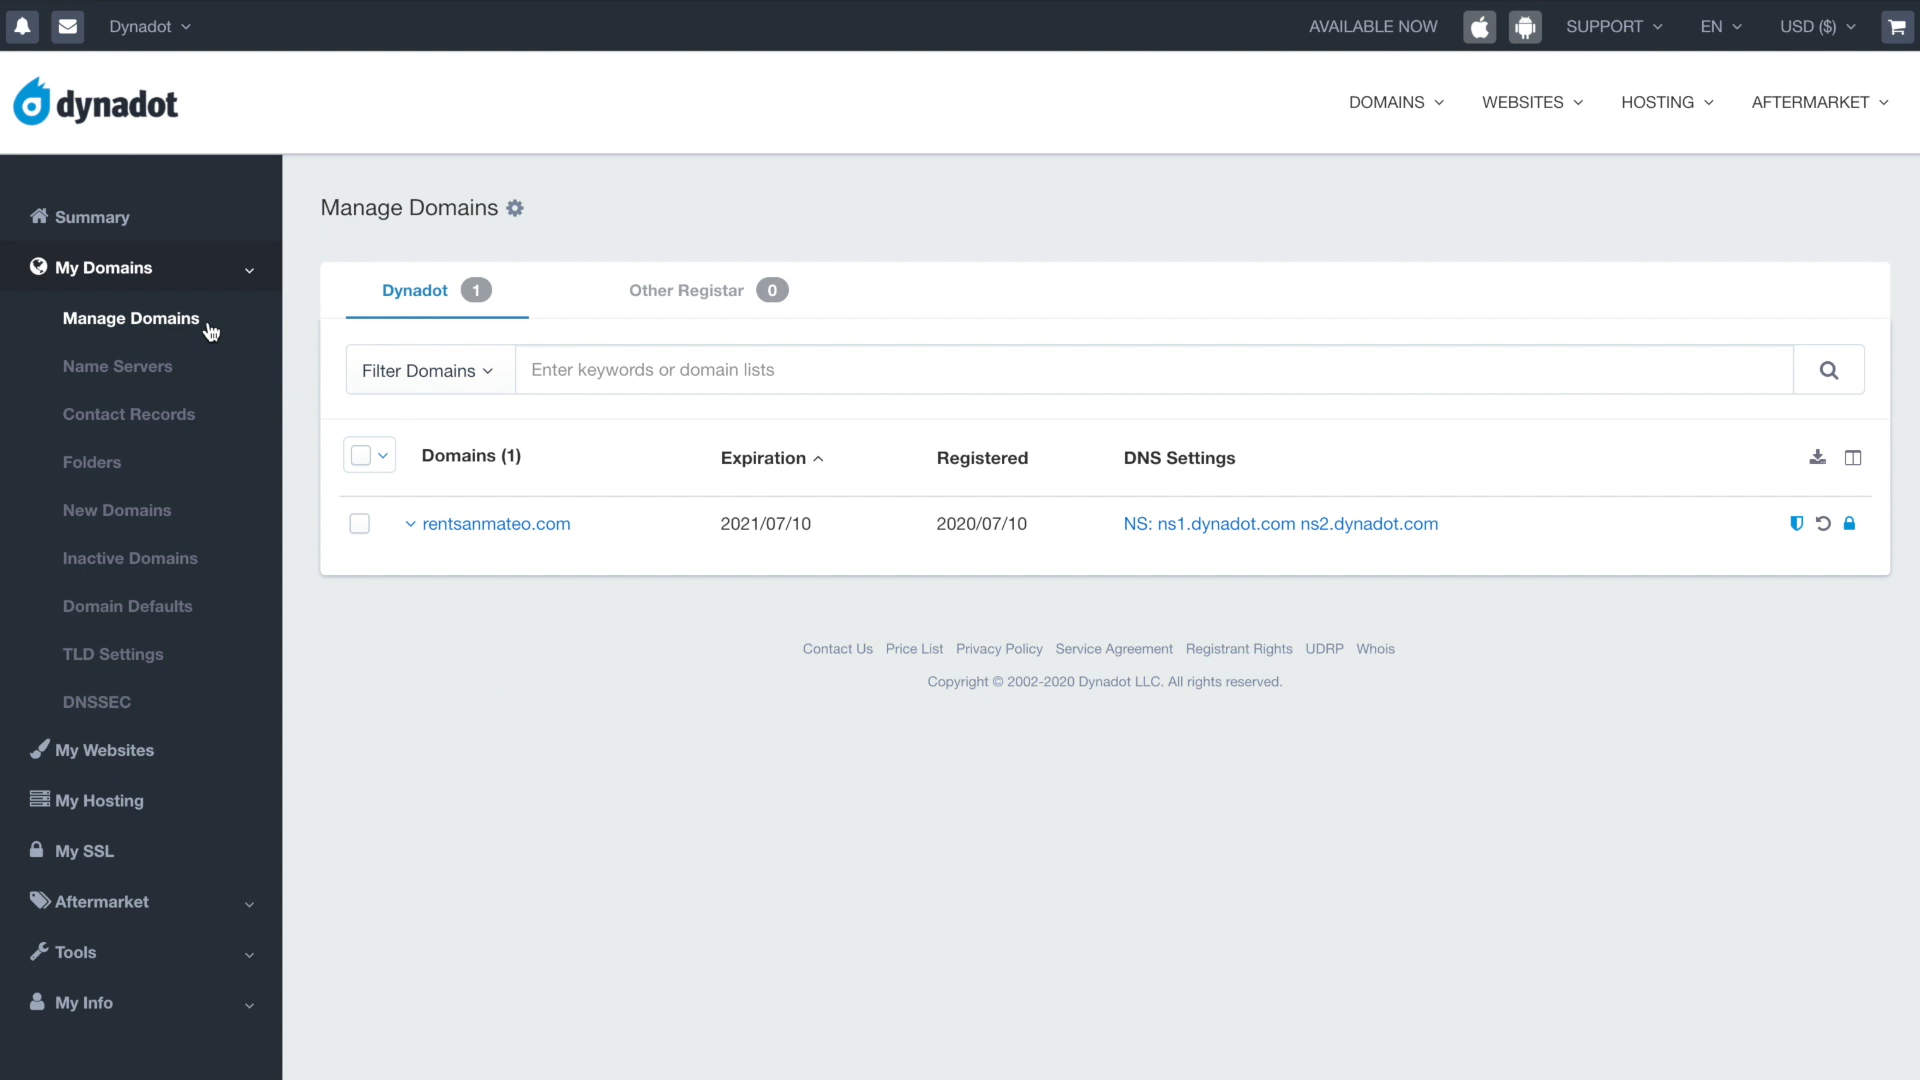 Dynadot
AVAILABLE NOW
SUPPORT
EN
USD ($)
dynadot
DOMAINS
WEBSITES
HOSTING
AFTERMARKET
Summary
My Domains
Manage Domains
Name Servers
Contact Records
Folders
New Domains
Inactive Domains
Domain Defaults
TLD Settings
DNSSEC
My Websites
My Hosting
My SSL
Aftermarket
Tools
My Info
Manage Domains
Dynadot 1
Other Registar 0
Filter Domains
Enter keywords or domain lists
Domains (1) Expiration Registered DNS Settings
rentsanmateo.com 2021/07/10 2020/07/10 NS: ns1.dynadot.com ns2.dynadot.com
Contact Us Price List Privacy Policy Service Agreement Registrant Rights UDRP Whois
Copyright © 2002-2020 Dynadot LLC. All rights reserved.